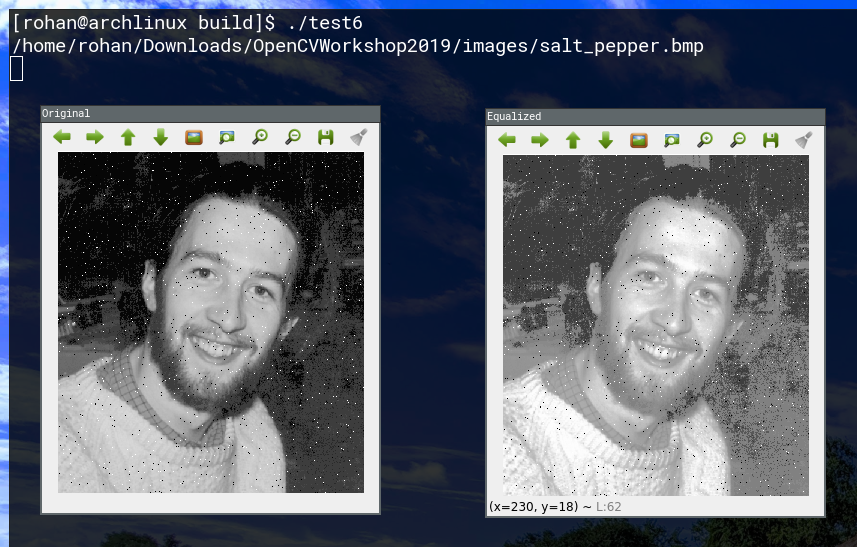 [rohan@archlinux build]$ ./test6
/home/rohan/Downloads/OpenCVWorkshop2019/images/salt_pepper.bmp
Original
Equalized
(x=230, y=18) ~ L:62